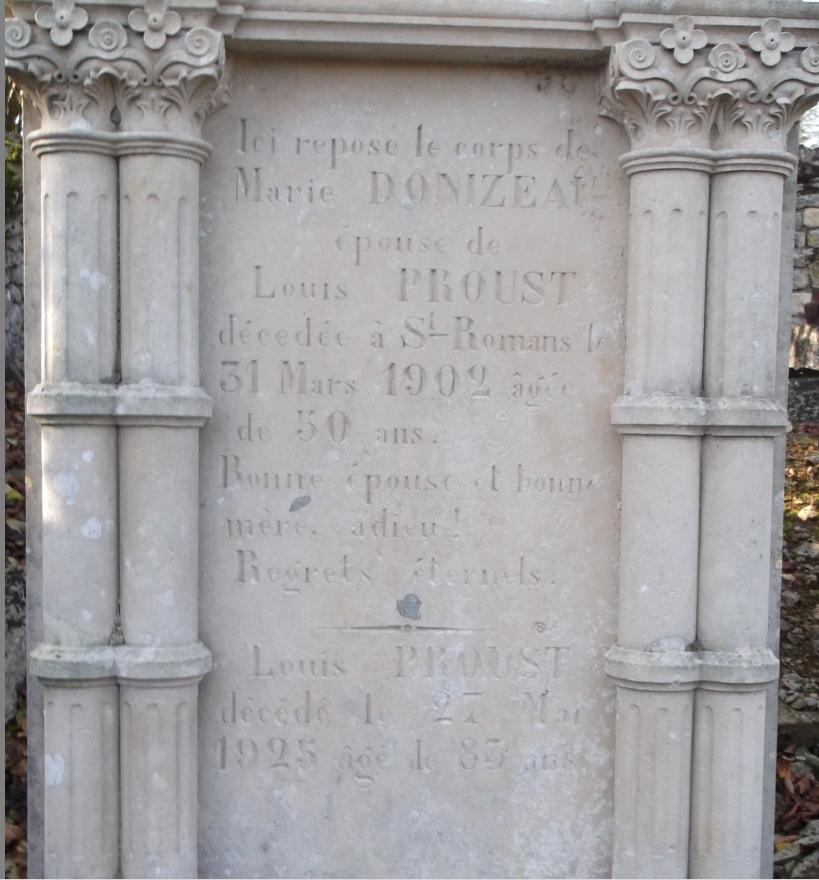 Ici repose le corps de
Marie DONIZEAU
épouse de
Louis PROUST
décedée à St-Romans le
31 Mars 1902 âgée
de 50 ans.
Bonne épouse et bonne
mère, adieu!
Regrets éternels.
Louis PROUST
décédé le 27 Mai
1925 âgé de 83 ans